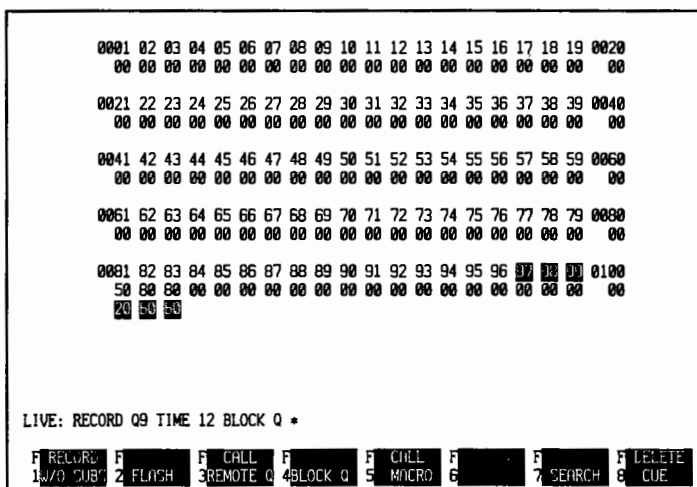 0001 02 03 04 05 06 07 08 09 10 11 12 13 14 15 16 17 18 19 0020
00 00 00 00 00 00 00 00 00 00 00 00 00 00 00 00 00 00 00 00
0021 22 23 24 25 26 27 28 29 30 31 32 33 34 35 36 37 38 39 0040
00 00 00 00 00 00 00 00 00 00 00 00 00 00 00 00 00 00 00 00
0041 42 43 44 45 46 47 48 49 50 51 52 53 54 55 56 57 58 59 0060
00 00 00 00 00 00 00 00 00 00 00 00 00 00 00 00 00 00 00 00
0061 62 63 64 65 66 67 68 69 70 71 72 73 74 75 76 77 78 79 0080
00 00 00 00 00 00 00 00 00 00 00 00 00 00 00 00 00 00 00 00
0081 82 83 84 85 86 87 88 89 90 91 92 93 94 95 96 97 98 99 0100
50 80 80 00 00 00 00 00 00 00 00 00 00 00 00 00 00 00 00 00
20 60 60
LIVE: RECORD Q9 TIME 12 BLOCK Q *
F RECORD F F CALL F F CALL F F F DELETE
1 W/O SUBS 2 FLASH 3 REMOTE Q 4 BLOCK Q 5 MACRO 6 7 SEARCH 8 CUE